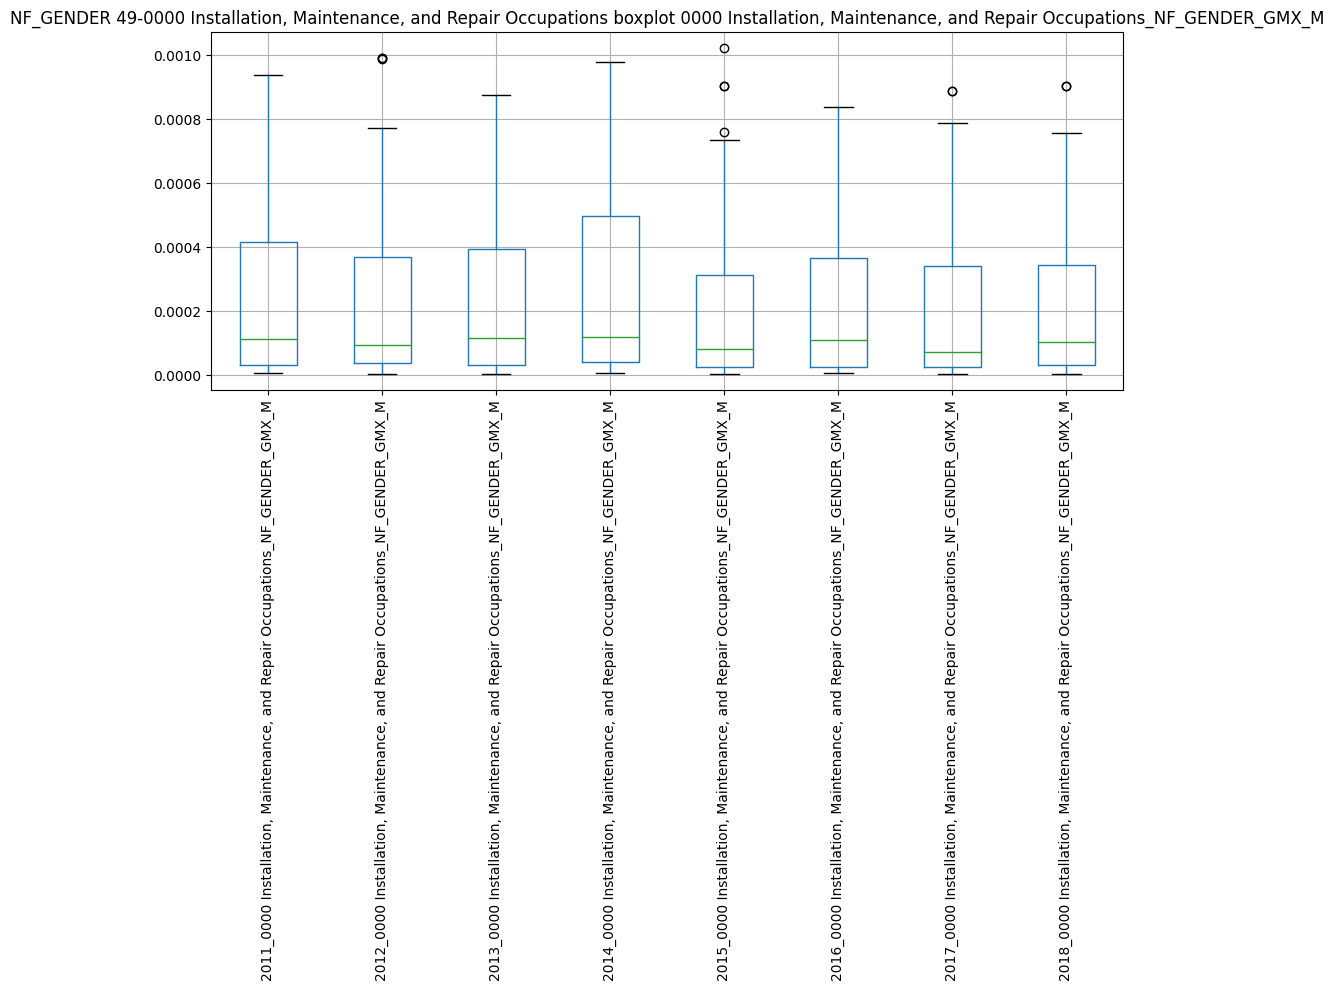 NF_GENDER 49-0000 Installation, Maintenance, and Repair Occupations boxplot 0000 Installation, Maintenance, and Repair Occupations_NF_GENDER_GMX_M
0.0010
0.0008
0.0006
0.0004
0.0002
0.0000
2011_0000 Installation, Maintenance, and Repair Occupations_NF_GENDER_GMX_M
2012_0000 Installation, Maintenance, and Repair Occupations_NF_GENDER_GMX_M
2013_0000 Installation, Maintenance, and Repair Occupations_NF_GENDER_GMX_M
2014_0000 Installation, Maintenance, and Repair Occupations_NF_GENDER_GMX_M
2015_0000 Installation, Maintenance, and Repair Occupations_NF_GENDER_GMX_M
2016_0000 Installation, Maintenance, and Repair Occupations_NF_GENDER_GMX_M
2017_0000 Installation, Maintenance, and Repair Occupations_NF_GENDER_GMX_M
2018_0000 Installation, Maintenance, and Repair Occupations_NF_GENDER_GMX_M